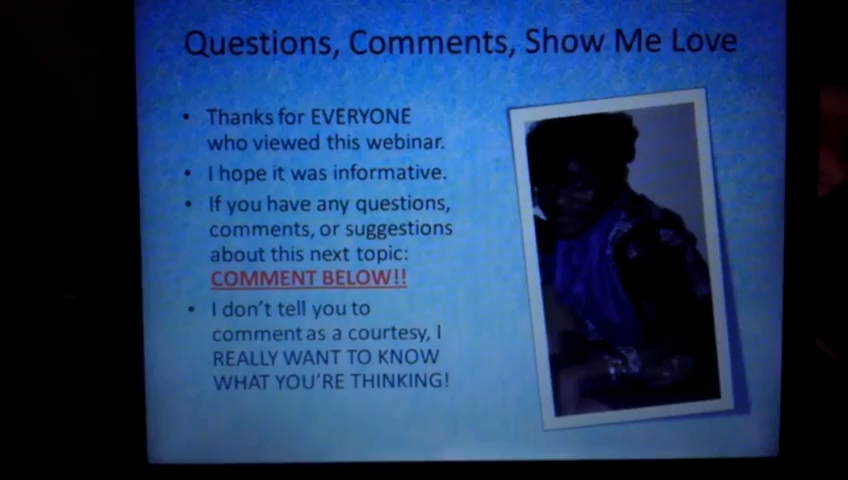 Questions, Comments, Show Me Love
• Thanks for EVERYONE
who viewed this webinar.
• I hope it was informative.
• If you have any questions,
comments, or suggestions
about this next topic:
COMMENT BELOW!!
• I don't tell you to
comment as a courtesy, I
REALLY WANT TO KNOW
WHAT YOU'RE THINKING!